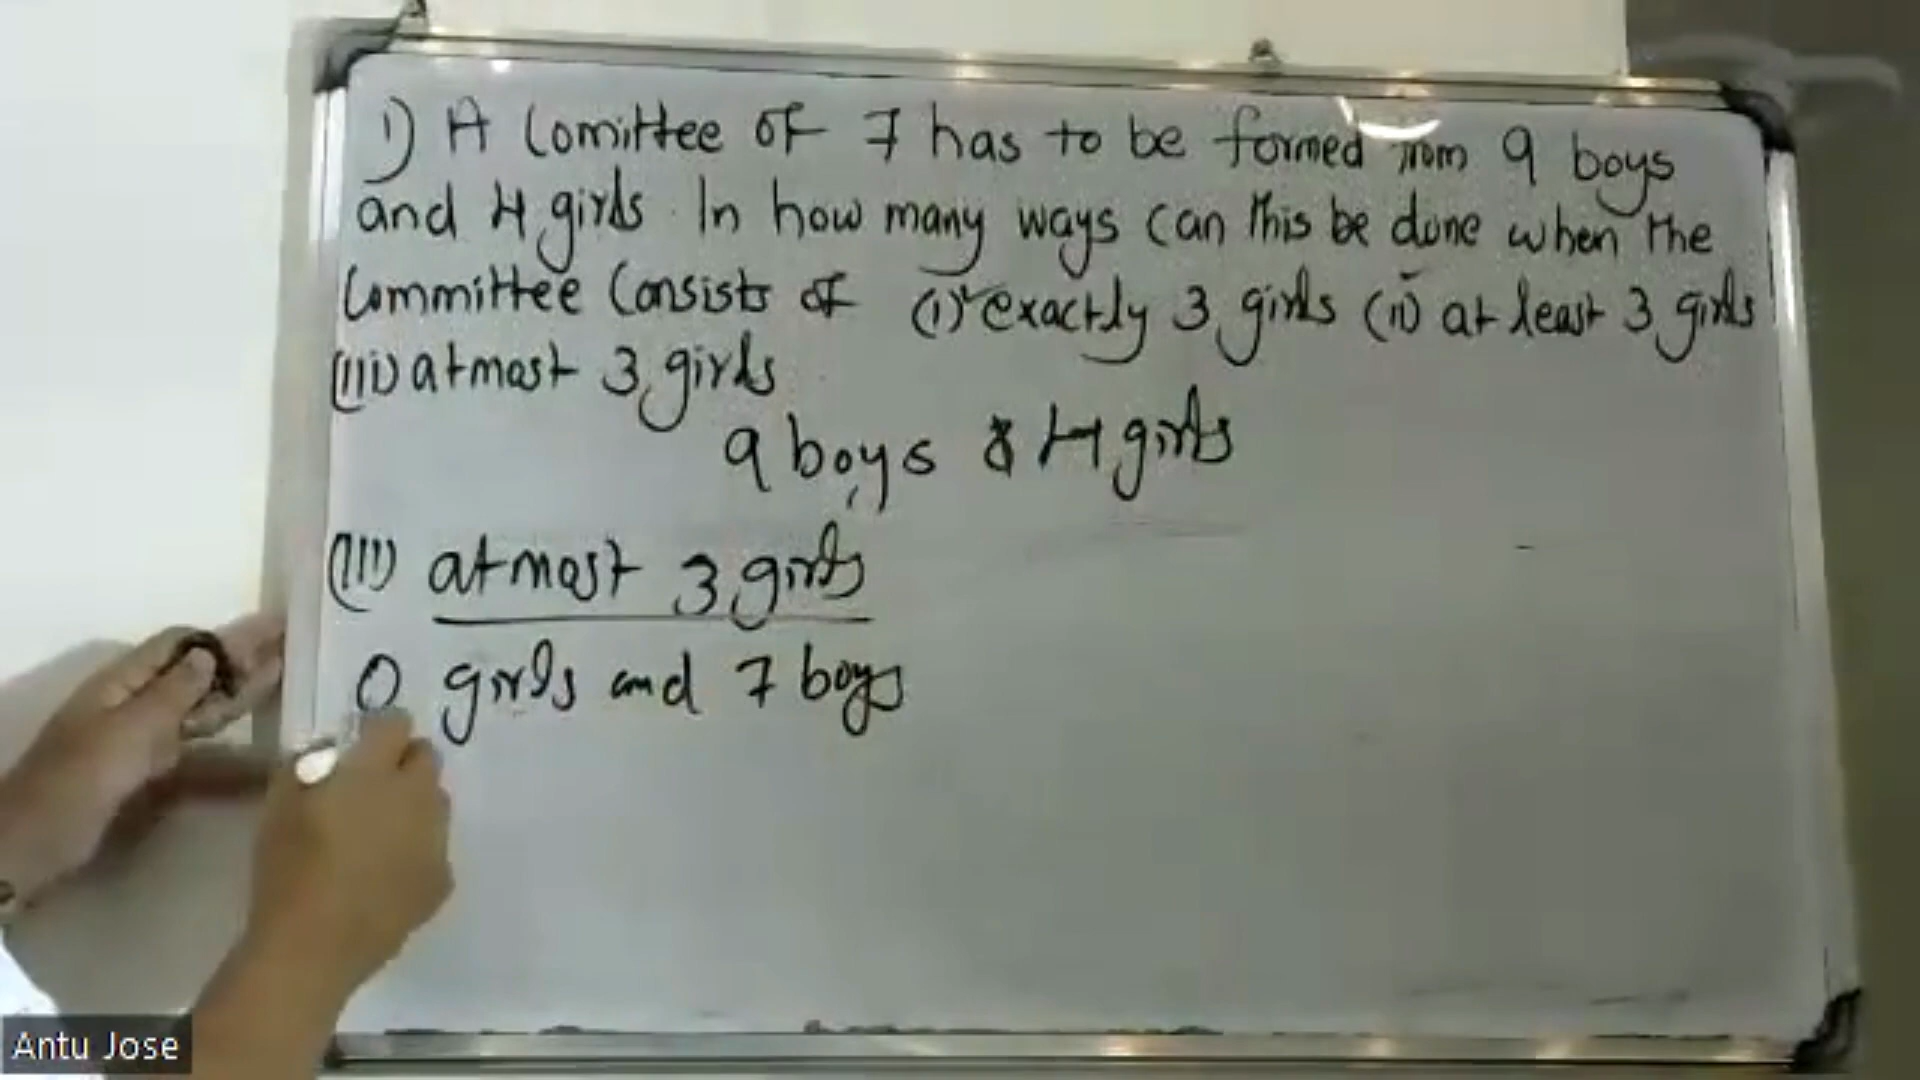 1) A Comittee of 7 has to be formed from 9 boys
and 4 girls. In how many ways can this be done when the
Committee Consists of (i) exactly 3 girls (ii) at least 3 girls
(iii) atmost 3 girls
9 boys & 4 girls
(iii) atmost 3 girls
0 girls and 7 boys
Antu Jose